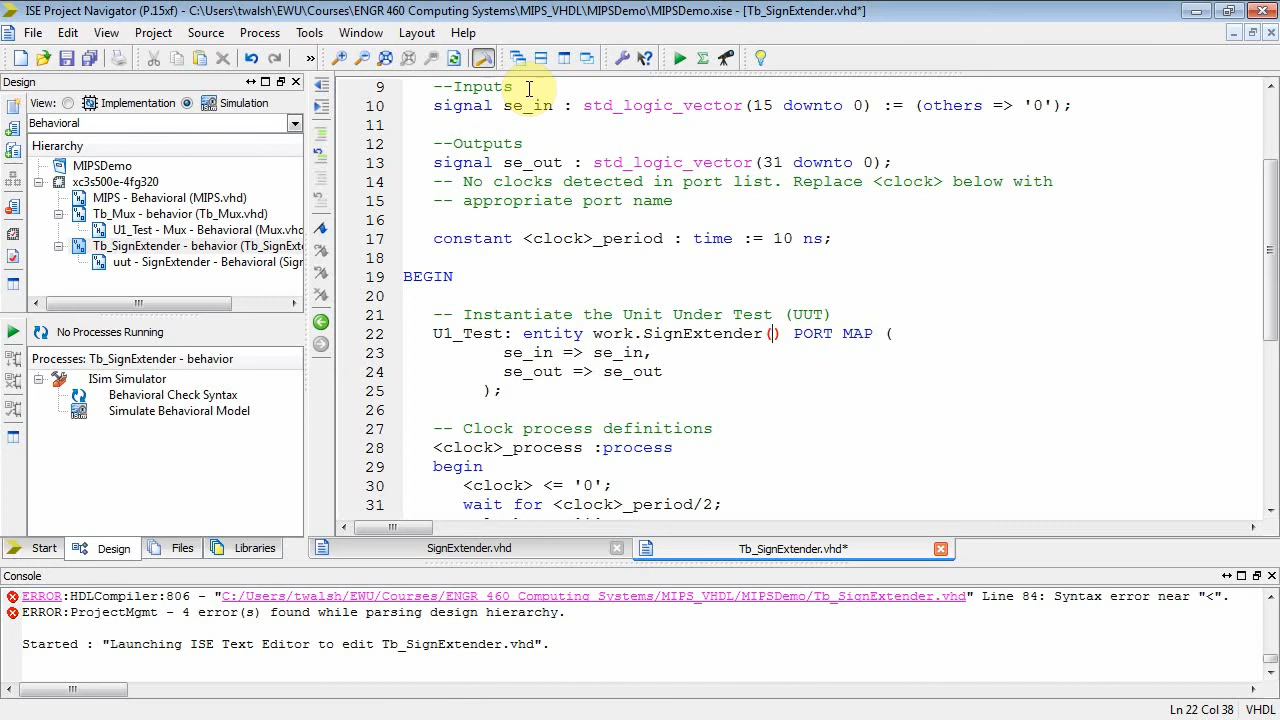 ISE Project Navigator (P.15xf) - C:\Users\twalsh\EWU\Courses\ENGR 460 Computing Systems\MIPS_VHDL\MIPSDemo\MIPSDemo.xise - [Tb_SignExtender.vhd*]
File Edit View Project Source Process Tools Window Layout Help
Design
View: Implementation Simulation
Behavioral
Hierarchy
MIPSDemo
xc3s500e-4fg320
MIPS - Behavioral (MIPS.vhd)
Tb_Mux - behavior (Tb_Mux.vhd)
U1_Test - Mux - Behavioral (Mux.vhd
Tb_SignExtender - behavior (Tb_SignExte
uut - SignExtender - Behavioral (Sig
No Processes Running
Processes: Tb_SignExtender - behavior
ISim Simulator
Behavioral Check Syntax
Simulate Behavioral Model
Start Design Files Libraries
9 --Inputs
10 signal se_in : std_logic_vector(15 downto 0) := (others => '0');
11
12 --Outputs
13 signal se_out : std_logic_vector(31 downto 0);
14 -- No clocks detected in port list. Replace <clock> below with
15 -- appropriate port name
16
17 constant <clock>_period : time := 10 ns;
18
19 BEGIN
20
21 -- Instantiate the Unit Under Test (UUT)
22 U1_Test: entity work.SignExtender() PORT MAP (
23 se_in => se_in,
24 se_out => se_out
25 );
26
27 -- Clock process definitions
28 <clock>_process :process
29 begin
30 <clock> <= '0';
31 wait for <clock>_period/2;
SignExtender.vhd Tb_SignExtender.vhd*
Console
ERROR:HDLCompiler:806 - "C:/Users/twalsh/EWU/Courses/ENGR 460 Computing Systems/MIPS_VHDL/MIPSDemo/Tb_SignExtender.vhd" Line 84: Syntax error near "<".
ERROR:ProjectMgmt - 4 error(s) found while parsing design hierarchy.
Started : "Launching ISE Text Editor to edit Tb_SignExtender.vhd".
Ln 22 Col 38 VHDL